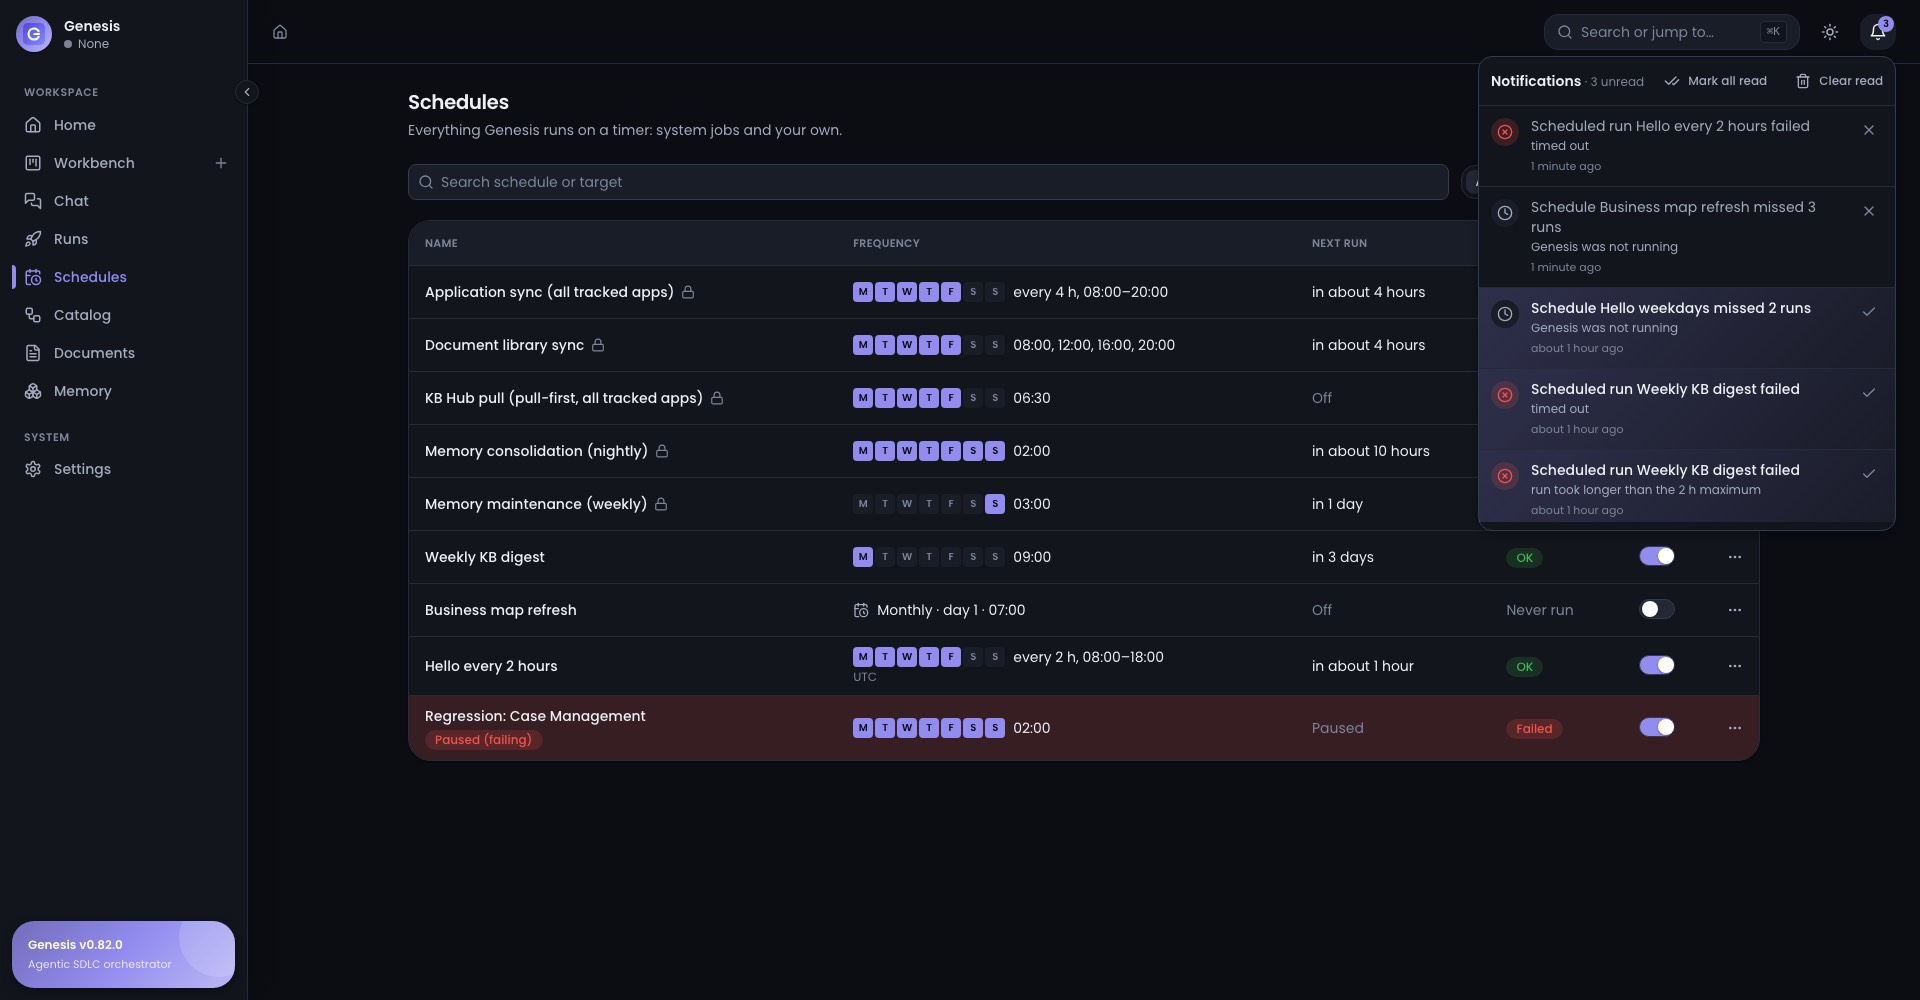 Genesis
None
WORKSPACE
Home
Workbench
Chat
Runs
Schedules
Catalog
Documents
Memory
SYSTEM
Settings
Genesis v0.82.0
Agentic SDLC orchestrator
Search or jump to...
⌘K
3
Schedules
Everything Genesis runs on a timer: system jobs and your own.
Search schedule or target
NAME FREQUENCY NEXT RUN
Application sync (all tracked apps) M T W T F S S every 4 h, 08:00–20:00 in about 4 hours
Document library sync M T W T F S S 08:00, 12:00, 16:00, 20:00 in about 4 hours
KB Hub pull (pull-first, all tracked apps) M T W T F S S 06:30 Off
Memory consolidation (nightly) M T W T F S S 02:00 in about 10 hours
Memory maintenance (weekly) M T W T F S S 03:00 in 1 day
Weekly KB digest M T W T F S S 09:00 in 3 days OK
Business map refresh Monthly · day 1 · 07:00 Off Never run
Hello every 2 hours M T W T F S S every 2 h, 08:00–18:00 in about 1 hour OK
UTC
Regression: Case Management M T W T F S S 02:00 Paused Failed
Paused (failing)
Notifications · 3 unread Mark all read Clear read
Scheduled run Hello every 2 hours failed
timed out
1 minute ago
Schedule Business map refresh missed 3
runs
Genesis was not running
1 minute ago
Schedule Hello weekdays missed 2 runs
Genesis was not running
about 1 hour ago
Scheduled run Weekly KB digest failed
timed out
about 1 hour ago
Scheduled run Weekly KB digest failed
run took longer than the 2 h maximum
about 1 hour ago